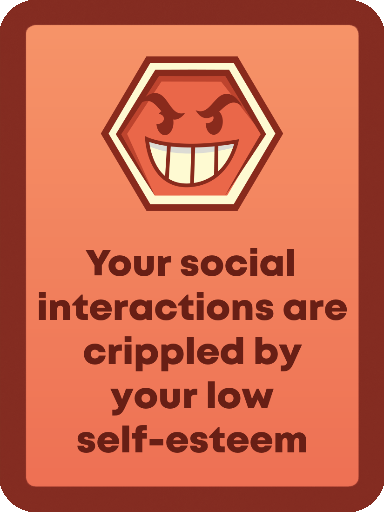 Your social
interactions are
crippled by
your low
self-esteem